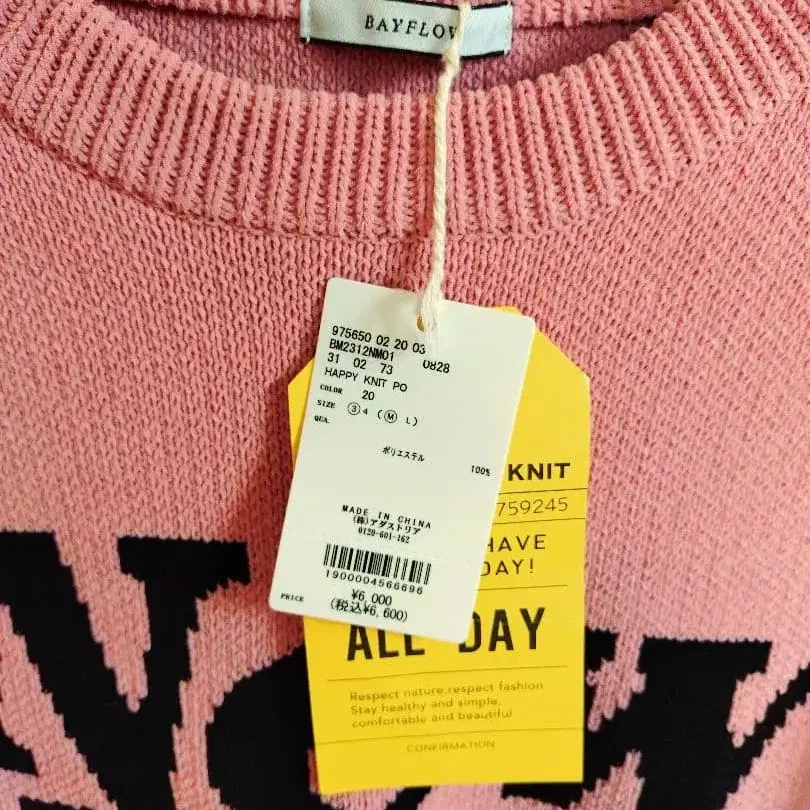 BAYFLOW
975650 02 20 03
BM2312NM01 0828
31 02 73
HAPPY KNIT PO
COLOR 20
SIZE ③ 4 ( Ⓜ L )
QUA.
ポリエステル
100%
MADE IN CHINA
(株)アダストリア
0120-601-162
1900004566696
PRICE ¥6,000
(税込¥6,600)
KNIT
759245
HAVE
DAY!
ALL DAY
Respect nature,respect fashion
Stay healthy and simple,
comfortable and beautiful
CONFIRMATION